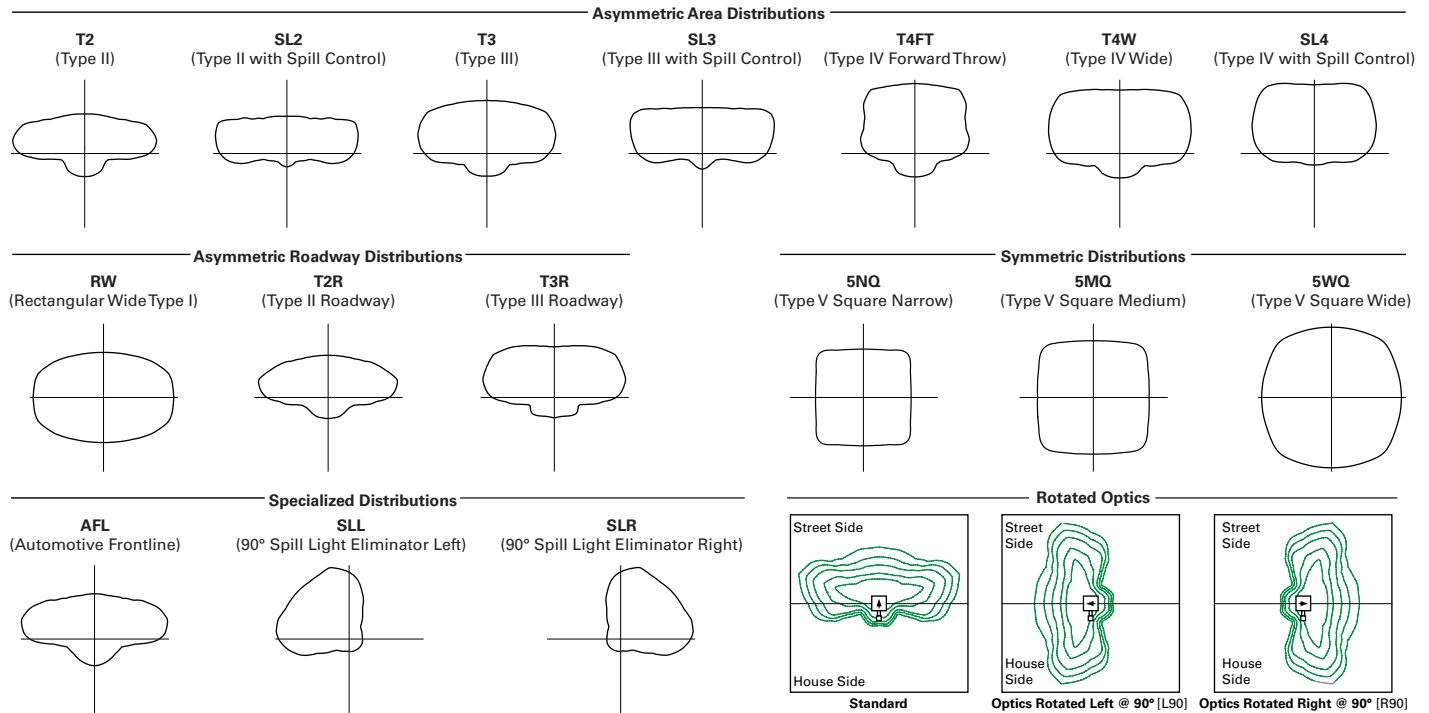 Asymmetric Area Distributions
T2
(Type II)
SL2
(Type II with Spill Control)
T3
(Type III)
SL3
(Type III with Spill Control)
T4FT
(Type IV Forward Throw)
T4W
(Type IV Wide)
SL4
(Type IV with Spill Control)
Asymmetric Roadway Distributions
RW
(Rectangular Wide Type I)
T2R
(Type II Roadway)
T3R
(Type III Roadway)
Symmetric Distributions
5NQ
(Type V Square Narrow)
5MQ
(Type V Square Medium)
5WQ
(Type V Square Wide)
Specialized Distributions
AFL
(Automotive Frontline)
SLL
(90° Spill Light Eliminator Left)
SLR
(90° Spill Light Eliminator Right)
Rotated Optics
Street Side
House Side
Standard
Street
Side
House
Side
Optics Rotated Left @ 90° [L90]
Street
Side
House
Side
Optics Rotated Right @ 90° [R90]